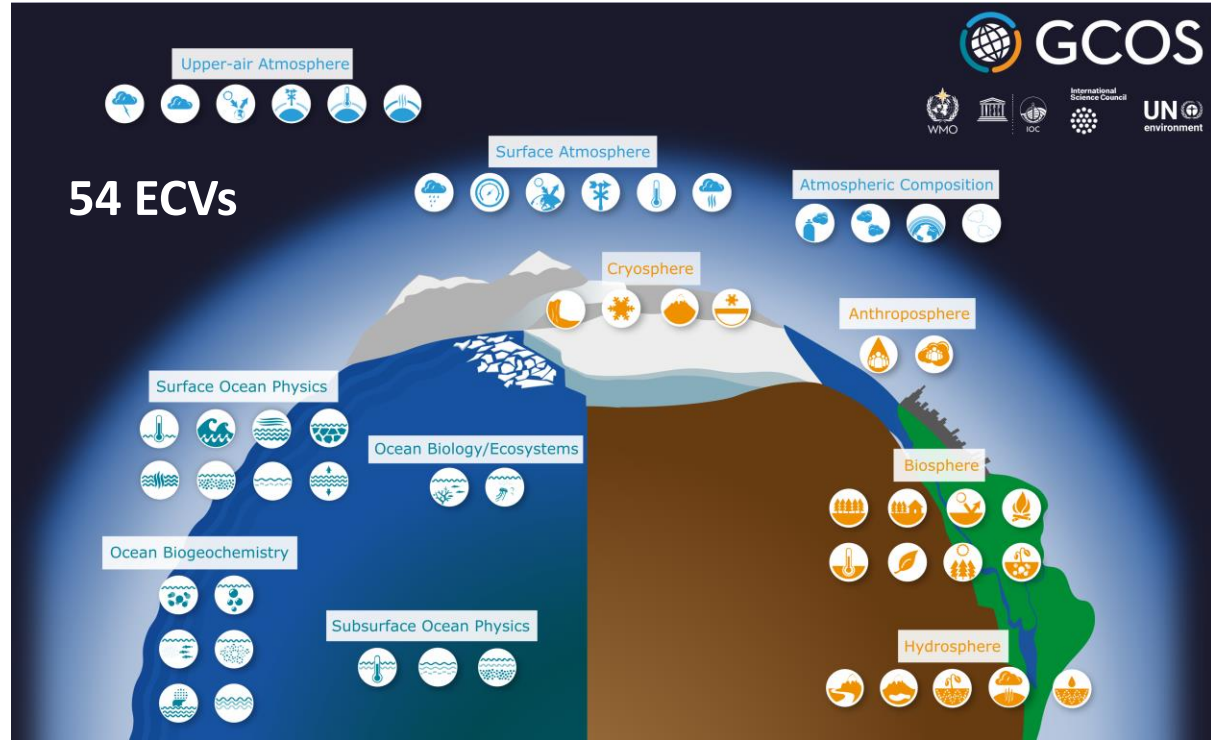 GCOS
Upper-air Atmosphere
International
Science Council
WMO
IOC
UN
environment
Surface Atmosphere
54 ECVs
Atmospheric Composition
Cryosphere
Anthroposphere
Surface Ocean Physics
Ocean Biology/Ecosystems
Biosphere
Ocean Biogeochemistry
Subsurface Ocean Physics
Hydrosphere